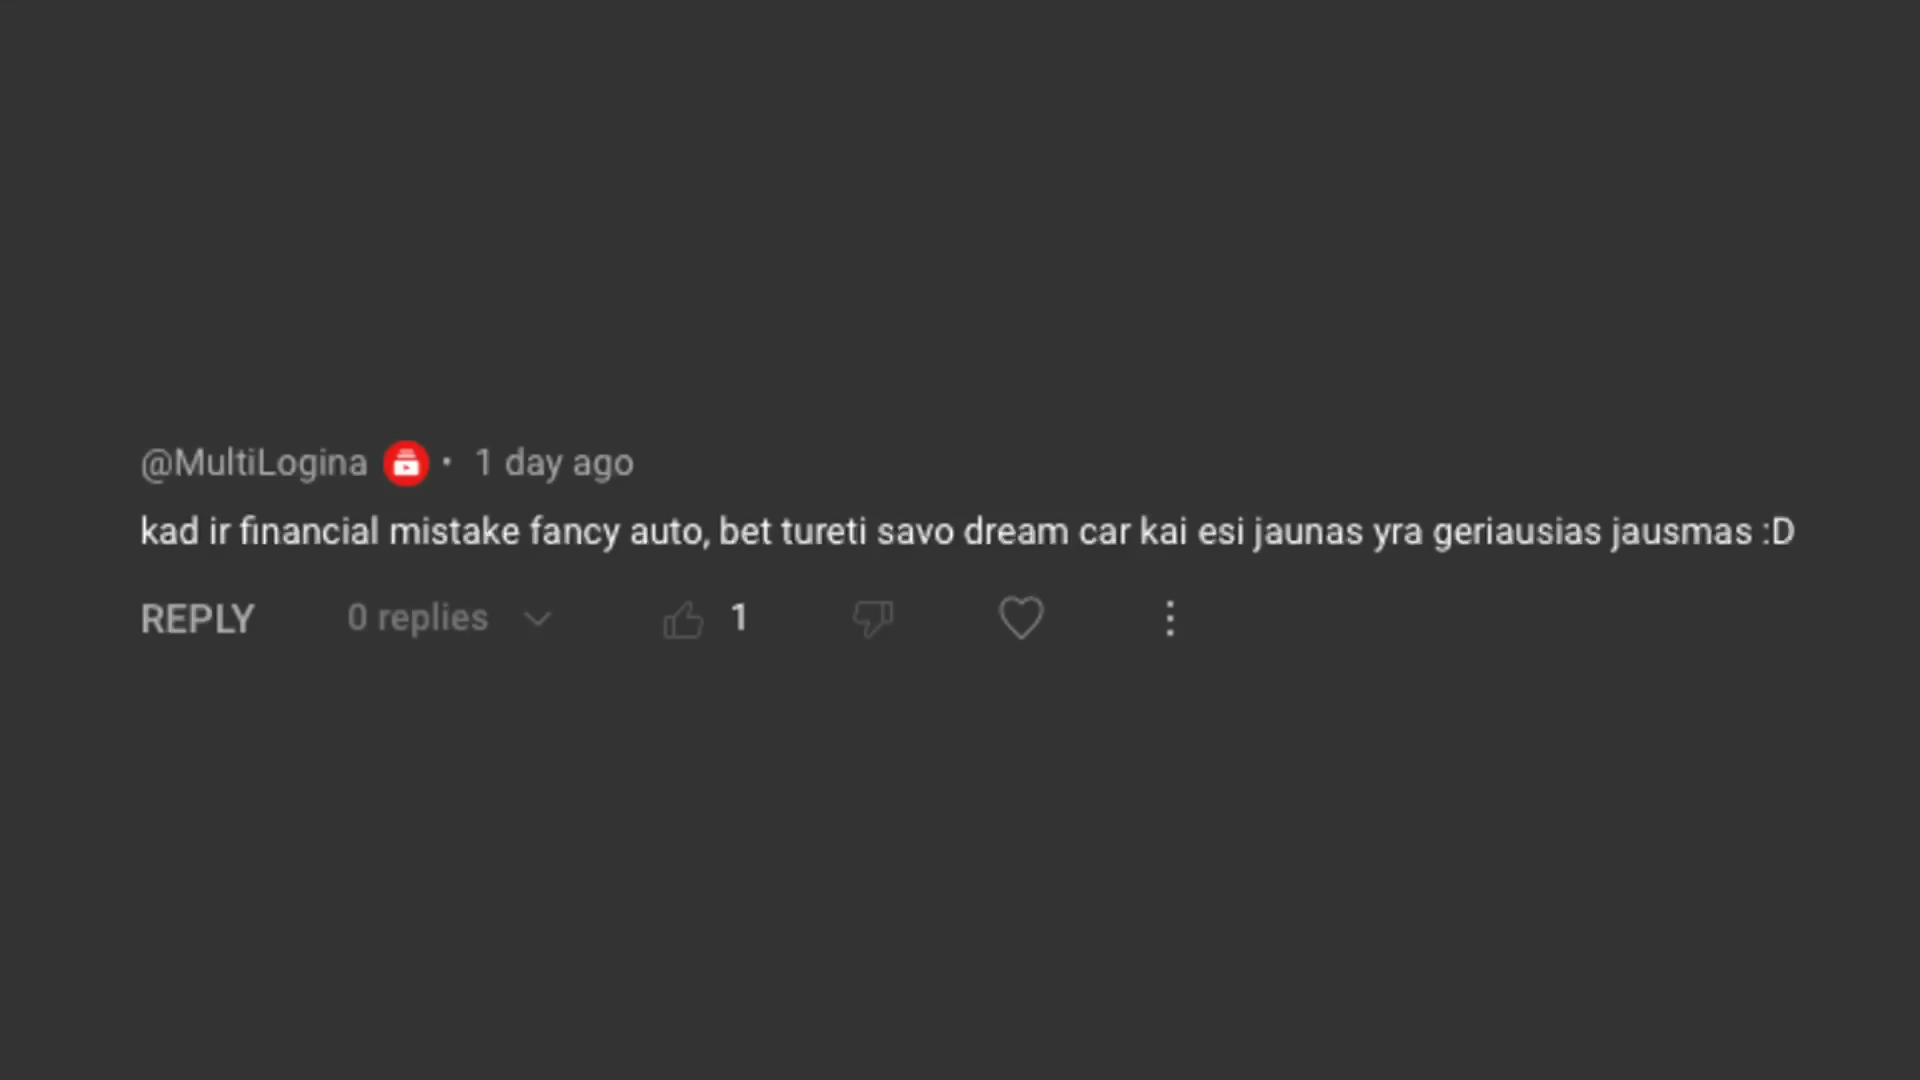 @MultiLogina • 1 day ago
kad ir financial mistake fancy auto, bet tureti savo dream car kai esi jaunas yra geriausias jausmas :D
REPLY 0 replies 1